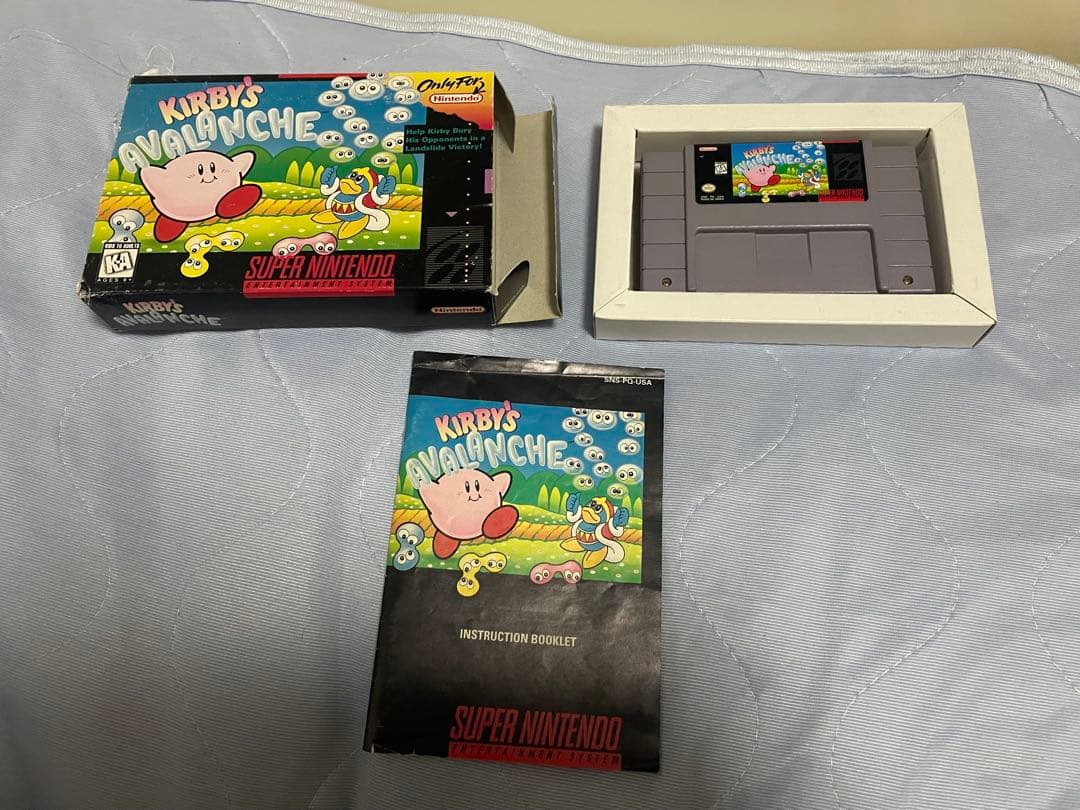 KIRBY'S
AVALANCHE
Only For
Nintendo
Help Kirby Bury
His Opponents in a
Landslide Victory!
KIDS TO ADULTS
K-A
AGES 6+
SUPER NINTENDO
ENTERTAINMENT SYSTEM
KIRBY'S
AVALANCHE
Nintendo
KIRBY'S
AVALANCHE
SUPER NINTENDO
SNS-PQ-USA
KIRBY'S
AVALANCHE
INSTRUCTION BOOKLET
SUPER NINTENDO
ENTERTAINMENT SYSTEM